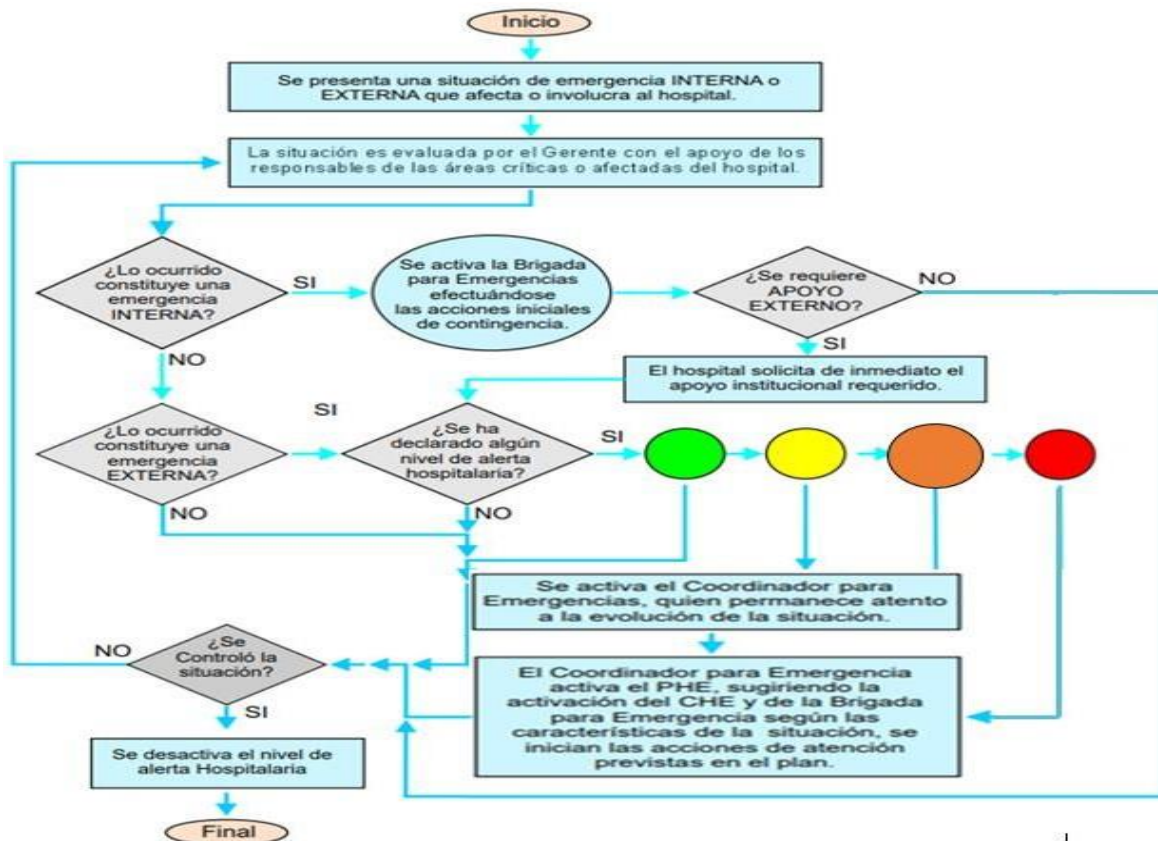 Inicio
Se presenta una situación de emergencia INTERNA o
EXTERNA que afecta o involucra al hospital.
La situación es evaluada por el Gerente con el apoyo de los
responsables de las áreas críticas o afectadas del hospital.
¿Lo ocurrido
constituye una
emergencia
INTERNA?
SI
Se activa la Brigada
para Emergencias
efectuándose
las acciones iniciales
de contingencia.
¿Se requiere
APOYO
EXTERNO?
NO
SI
NO
El hospital solicita de inmediato el
apoyo institucional requerido.
¿Lo ocurrido
constituye una
emergencia
EXTERNA?
SI
¿Se ha
declarado algún
nivel de alerta
hospitalaria?
SI
NO
NO
Se activa el Coordinador para
Emergencias, quien permanece atento
a la evolución de la situación.
NO
¿Se
Controló la
situación?
SI
El Coordinador para Emergencia
activa el PHE, sugiriendo la
activación del CHE y de la Brigada
para Emergencia según las
características de la situación, se
inician las acciones de atención
previstas en el plan.
Se desactiva el nivel de
alerta Hospitalaria
Final